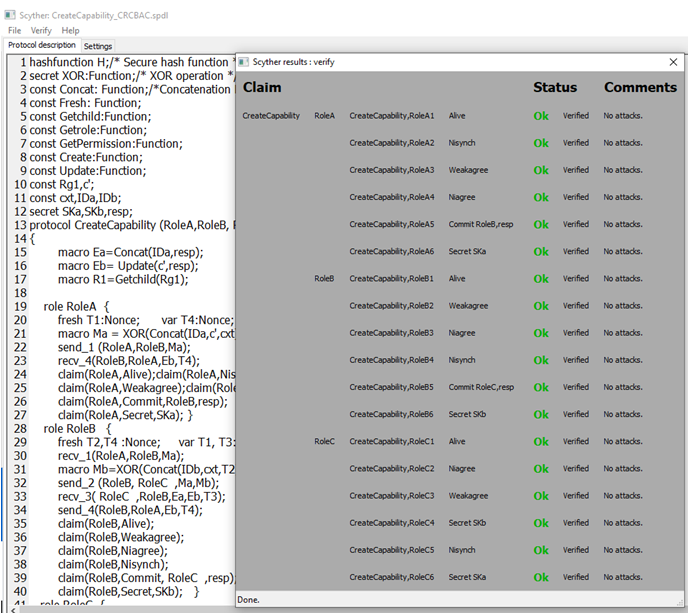 Scyther: CreateCapability_CRCBAC.spdl
File Verify Help
Protocol description Settings
1 hashfunction H;/* Secure hash function *
2 secret XOR:Function;/* XOR operation */
3 const Concat: Function;/*Concatenation
4 const Fresh: Function;
5 const Getchild:Function;
6 const Getrole:Function;
7 const GetPermission:Function;
8 const Create:Function;
9 const Update:Function;
10 const Rg1,c';
11 const cxt,IDa,IDb;
12 secret SKa,SKb,resp;
13 protocol CreateCapability (RoleA,RoleB,
14 {
15 macro Ea=Concat(IDa,resp);
16 macro Eb= Update(c',resp);
17 macro R1=Getchild(Rg1);
18
19 role RoleA {
20 fresh T1:Nonce; var T4:Nonce;
21 macro Ma = XOR(Concat(IDa,c',cxt
22 send_1 (RoleA,RoleB,Ma);
23 recv_4(RoleB,RoleA,Eb,T4);
24 claim(RoleA,Alive);claim(RoleA,Nis
25 claim(RoleA,Weakagree);claim(Role
26 claim(RoleA,Commit,RoleB,resp);
27 claim(RoleA,Secret,SKa); }
28 role RoleB {
29 fresh T2,T4 :Nonce; var T1, T3:
30 recv_1(RoleA,RoleB,Ma);
31 macro Mb=XOR(Concat(IDb,cxt,T2
32 send_2 (RoleB, RoleC ,Ma,Mb);
33 recv_3( RoleC ,RoleB,Ea,Eb,T3);
34 send_4(RoleB,RoleA,Eb,T4);
35 claim(RoleB,Alive);
36 claim(RoleB,Weakagree);
37 claim(RoleB,Niagree);
38 claim(RoleB,Nisynch);
39 claim(RoleB,Commit, RoleC ,resp);
40 claim(RoleB,Secret,SKb); }
41 role RoleC {
Scyther results : verify
Claim Status Comments
CreateCapability RoleA CreateCapability,RoleA1 Alive Ok Verified No attacks.
CreateCapability,RoleA2 Nisynch Ok Verified No attacks.
CreateCapability,RoleA3 Weakagree Ok Verified No attacks.
CreateCapability,RoleA4 Niagree Ok Verified No attacks.
CreateCapability,RoleA5 Commit RoleB,resp Ok Verified No attacks.
CreateCapability,RoleA6 Secret SKa Ok Verified No attacks.
RoleB CreateCapability,RoleB1 Alive Ok Verified No attacks.
CreateCapability,RoleB2 Weakagree Ok Verified No attacks.
CreateCapability,RoleB3 Niagree Ok Verified No attacks.
CreateCapability,RoleB4 Nisynch Ok Verified No attacks.
CreateCapability,RoleB5 Commit RoleC,resp Ok Verified No attacks.
CreateCapability,RoleB6 Secret SKb Ok Verified No attacks.
RoleC CreateCapability,RoleC1 Alive Ok Verified No attacks.
CreateCapability,RoleC2 Niagree Ok Verified No attacks.
CreateCapability,RoleC3 Weakagree Ok Verified No attacks.
CreateCapability,RoleC4 Secret SKb Ok Verified No attacks.
CreateCapability,RoleC5 Nisynch Ok Verified No attacks.
CreateCapability,RoleC6 Secret SKa Ok Verified No attacks.
Done.